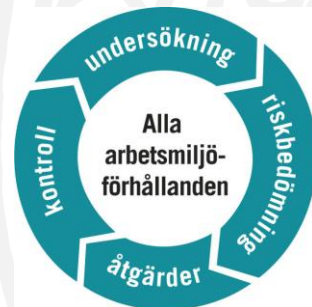 undersökning
riskbedömning
åtgärder
kontroll
Alla
arbetsmiljö-
förhållanden